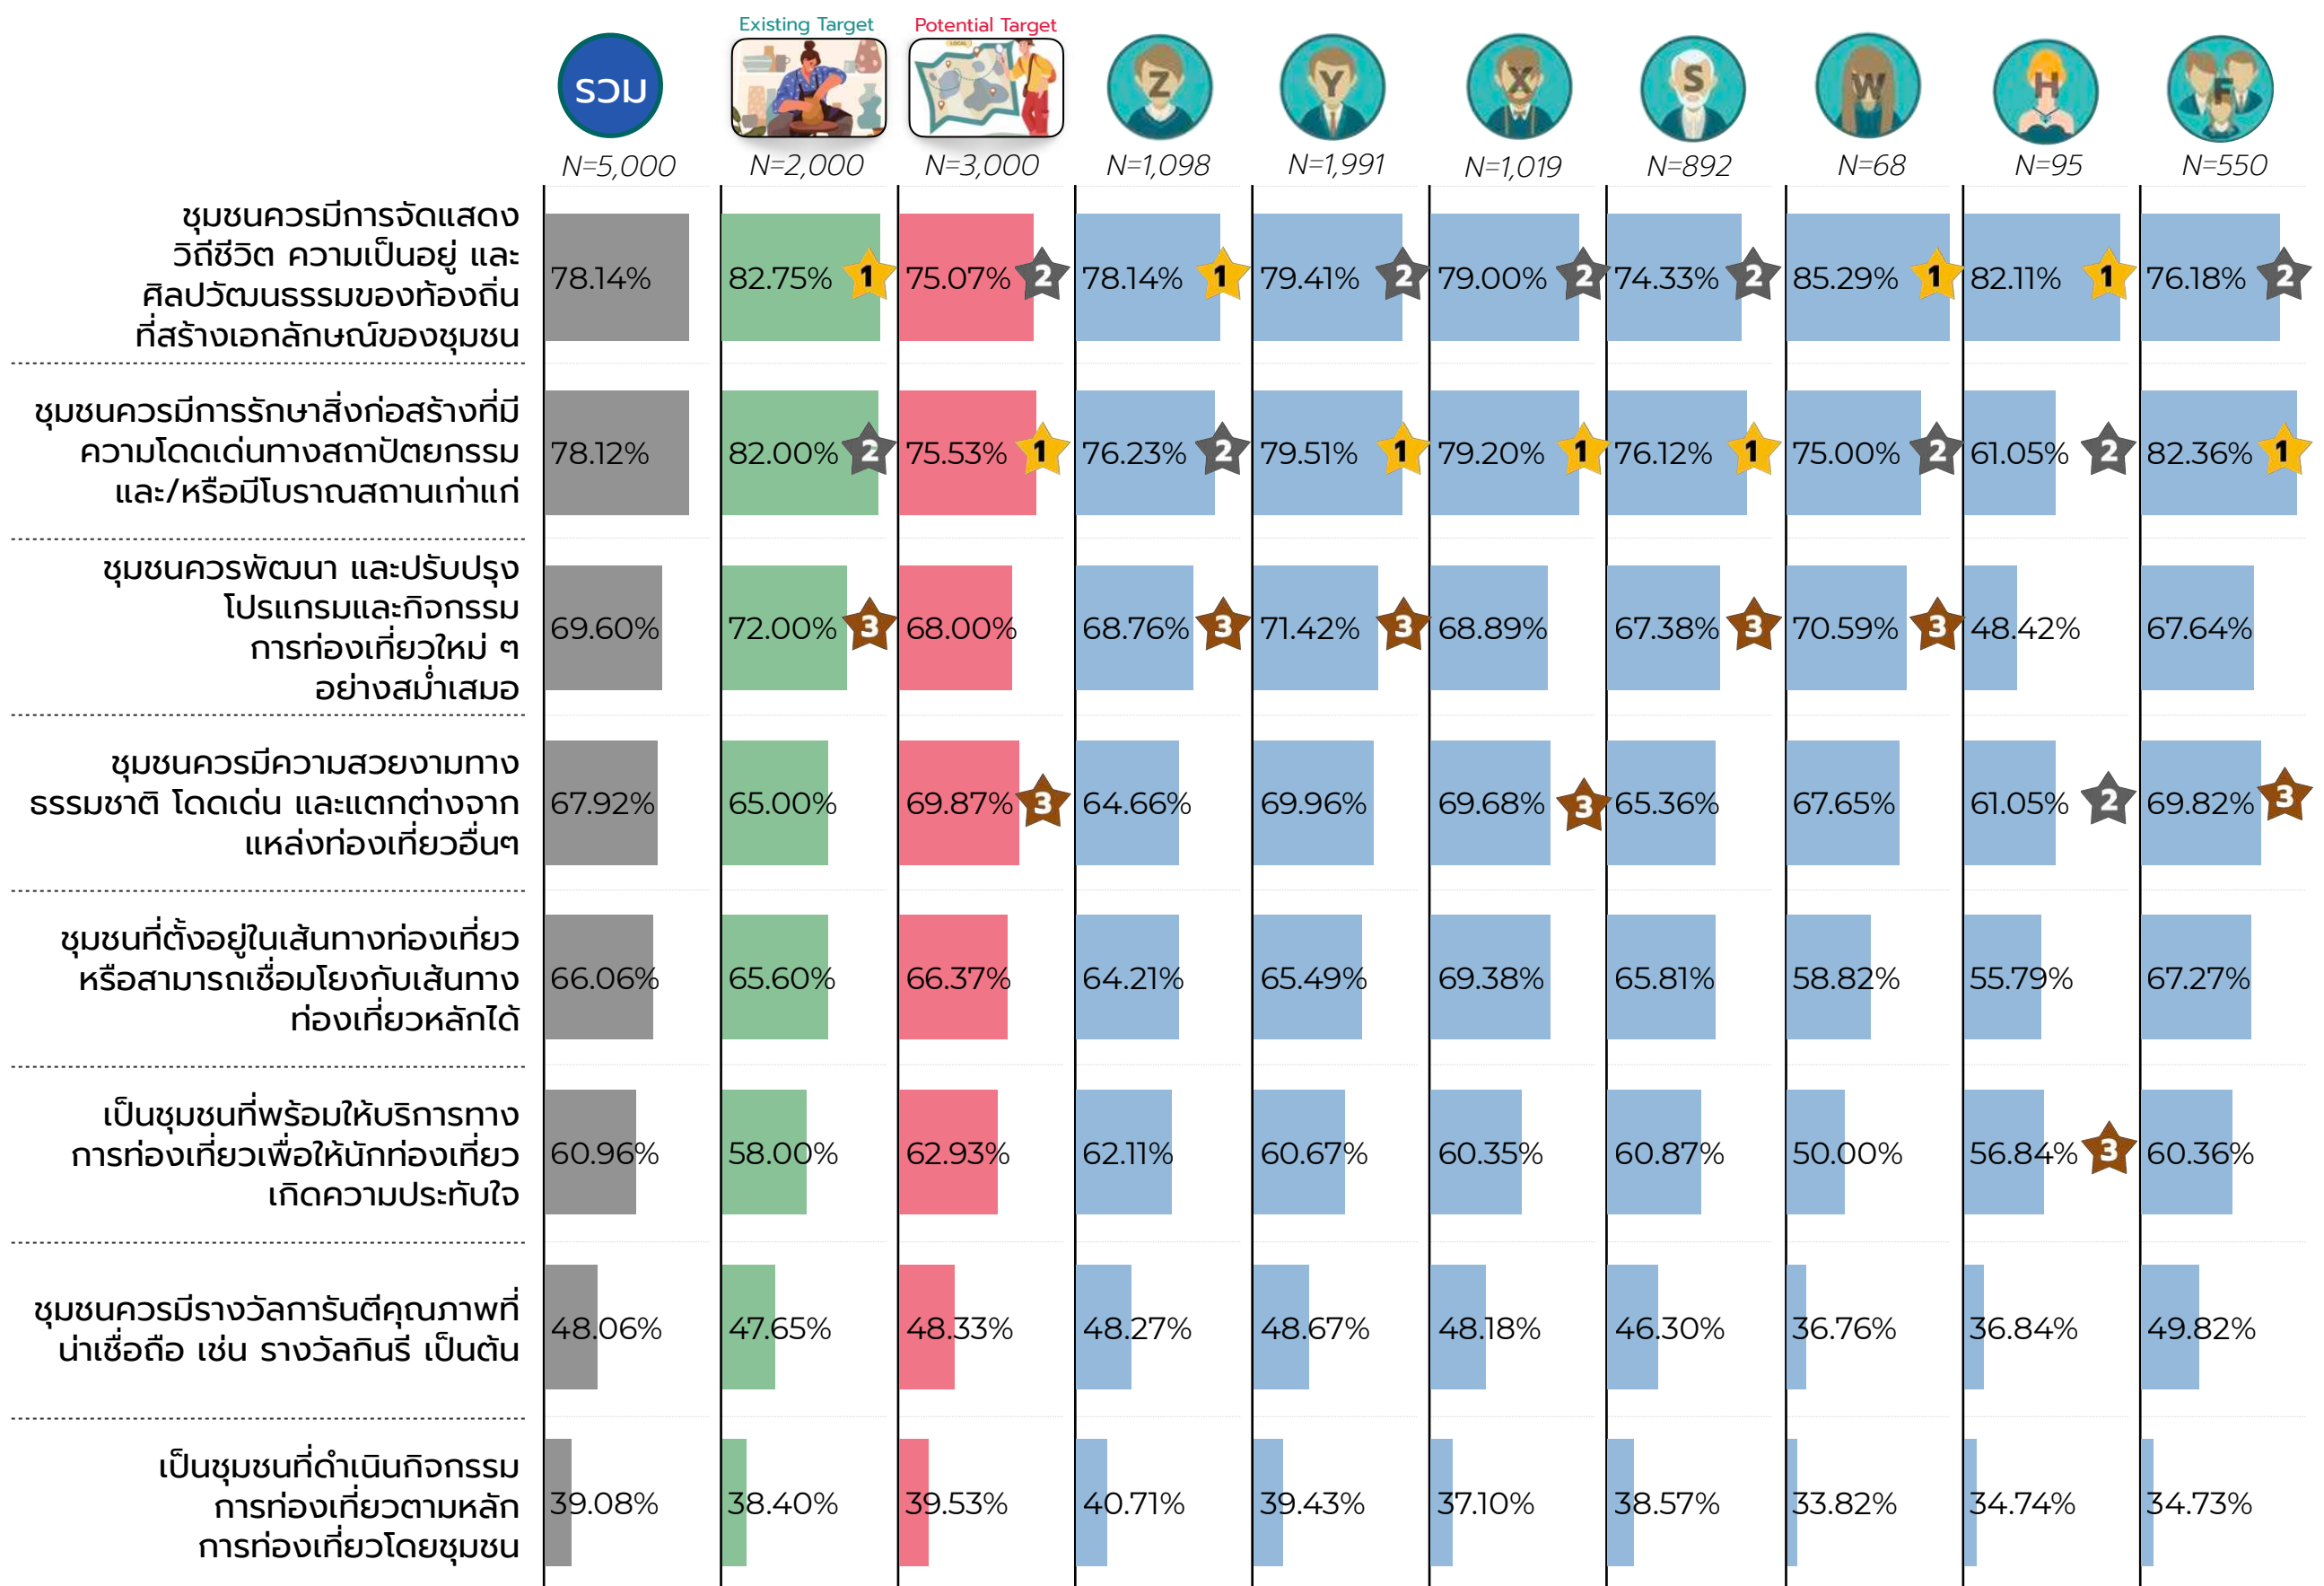 Existing Target
Potential Target
LOCAL
รวม
Z
Y
X
S
W
H
F
N=5,000
N=2,000
N=3,000
N=1,098
N=1,991
N=1,019
N=892
N=68
N=95
N=550
ชุมชนควรมีการจัดแสดง
วิถีชีวิต ความเป็นอยู่ และ
ศิลปวัฒนธรรมของท้องถิ่น
ที่สร้างเอกลักษณ์ของชุมชน
78.14%
82.75% 1
75.07% 2
78.14% 1
79.41% 2
79.00% 2
74.33% 2
85.29% 1
82.11% 1
76.18% 2
ชุมชนควรมีการรักษาสิ่งก่อสร้างที่มี
ความโดดเด่นทางสถาปัตยกรรม
และ/หรือมีโบราณสถานเก่าแก่
78.12%
82.00% 2
75.53% 1
76.23% 2
79.51% 1
79.20% 1
76.12% 1
75.00% 2
61.05% 2
82.36% 1
ชุมชนควรพัฒนา และปรับปรุง
โปรแกรมและกิจกรรม
การท่องเที่ยวใหม่ ๆ
อย่างสม่ำเสมอ
69.60%
72.00% 3
68.00%
68.76% 3
71.42% 3
68.89%
67.38% 3
70.59% 3
48.42%
67.64%
ชุมชนควรมีความสวยงามทาง
ธรรมชาติ โดดเด่น และแตกต่างจาก
แหล่งท่องเที่ยวอื่นๆ
67.92%
65.00%
69.87% 3
64.66%
69.96%
69.68% 3
65.36%
67.65%
61.05% 2
69.82% 3
ชุมชนที่ตั้งอยู่ในเส้นทางท่องเที่ยว
หรือสามารถเชื่อมโยงกับเส้นทาง
ท่องเที่ยวหลักได้
66.06%
65.60%
66.37%
64.21%
65.49%
69.38%
65.81%
58.82%
55.79%
67.27%
เป็นชุมชนที่พร้อมให้บริการทาง
การท่องเที่ยวเพื่อให้นักท่องเที่ยว
เกิดความประทับใจ
60.96%
58.00%
62.93%
62.11%
60.67%
60.35%
60.87%
50.00%
56.84% 3
60.36%
ชุมชนควรมีรางวัลการันตีคุณภาพที่
น่าเชื่อถือ เช่น รางวัลกินรี เป็นต้น
48.06%
47.65%
48.33%
48.27%
48.67%
48.18%
46.30%
36.76%
36.84%
49.82%
เป็นชุมชนที่ดำเนินกิจกรรม
การท่องเที่ยวตามหลัก
การท่องเที่ยวโดยชุมชน
39.08%
38.40%
39.53%
40.71%
39.43%
37.10%
38.57%
33.82%
34.74%
34.73%